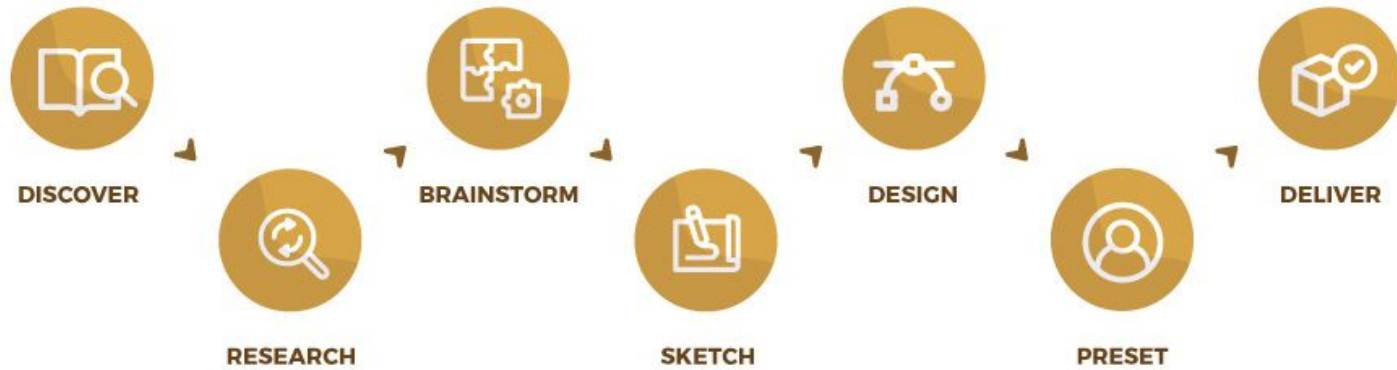 DISCOVER
RESEARCH
BRAINSTORM
SKETCH
DESIGN
PRESET
DELIVER